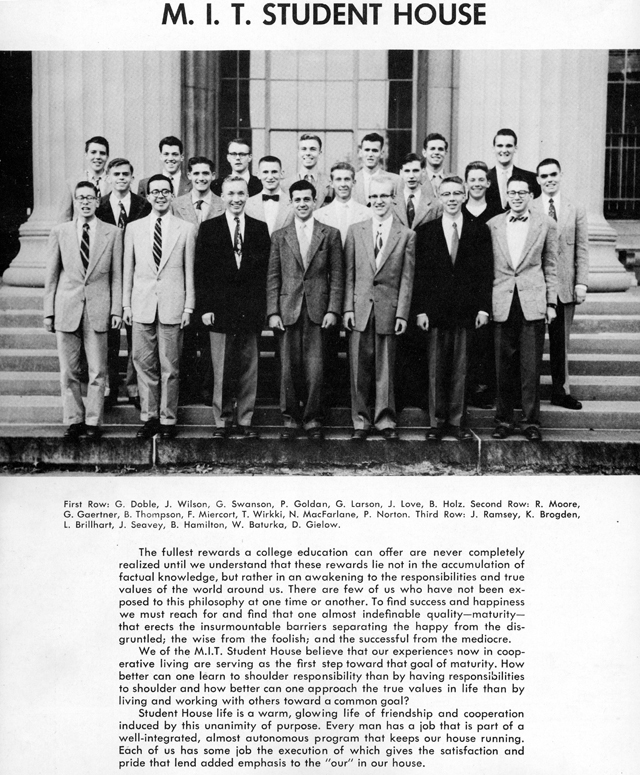 M. I. T. STUDENT HOUSE
First Row: G. Doble, J. Wilson, G. Swanson, P. Goldan, G. Larson, J. Love, B. Holz. Second Row: R. Moore,
G. Gaertner, B. Thompson, F. Miercort, T. Wirkki, N. MacFarlane, P. Norton. Third Row: J. Ramsey, K. Brogden,
L. Brillhart, J. Seavey, B. Hamilton, W. Baturka, D. Gielow.
The fullest rewards a college education can offer are never completely
realized until we understand that these rewards lie not in the accumulation of
factual knowledge, but rather in an awakening to the responsibilities and true
values of the world around us. There are few of us who have not been ex-
posed to this philosophy at one time or another. To find success and happiness
we must reach for and find that one almost indefinable quality—maturity—
that erects the insurmountable barriers separating the happy from the dis-
gruntled; the wise from the foolish; and the successful from the mediocre.
We of the M.I.T. Student House believe that our experiences now in coop-
erative living are serving as the first step toward that goal of maturity. How
better can one learn to shoulder responsibility than by having responsibilities
to shoulder and how better can one approach the true values in life than by
living and working with others toward a common goal?
Student House life is a warm, glowing life of friendship and cooperation
induced by this unanimity of purpose. Every man has a job that is part of a
well-integrated, almost autonomous program that keeps our house running.
Each of us has some job the execution of which gives the satisfaction and
pride that lend added emphasis to the "our" in our house.